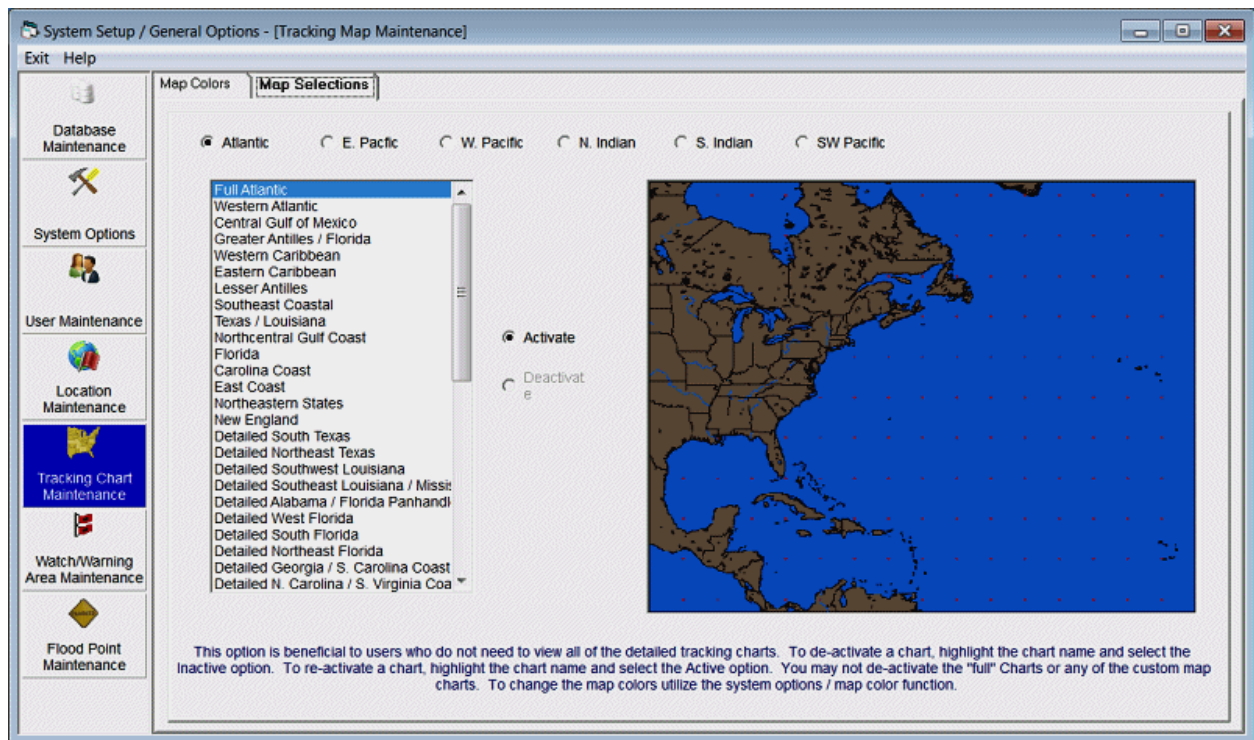 System Setup / General Options - [Tracking Map Maintenance]
Exit Help
Database
Maintenance
System Options
User Maintenance
Location
Maintenance
Tracking Chart
Maintenance
Watch/Warning
Area Maintenance
Flood Point
Maintenance
Map Colors Map Selections
Atlantic E. Pacfic W. Pacific N. Indian S. Indian SW Pacific
Full Atlantic
Western Atlantic
Central Gulf of Mexico
Greater Antilles / Florida
Western Caribbean
Eastern Caribbean
Lesser Antilles
Southeast Coastal
Texas / Louisiana
Northcentral Gulf Coast
Florida
Carolina Coast
East Coast
Northeastern States
New England
Detailed South Texas
Detailed Northeast Texas
Detailed Southwest Louisiana
Detailed Southeast Louisiana / Missis
Detailed Alabama / Florida Panhandl
Detailed West Florida
Detailed South Florida
Detailed Northeast Florida
Detailed Georgia / S. Carolina Coast
Detailed N. Carolina / S. Virginia Coa
Activate
Deactivat
e
This option is beneficial to users who do not need to view all of the detailed tracking charts. To de-activate a chart, highlight the chart name and select the
Inactive option. To re-activate a chart, highlight the chart name and select the Active option. You may not de-activate the "full" Charts or any of the custom map
charts. To change the map colors utilize the system options / map color function.